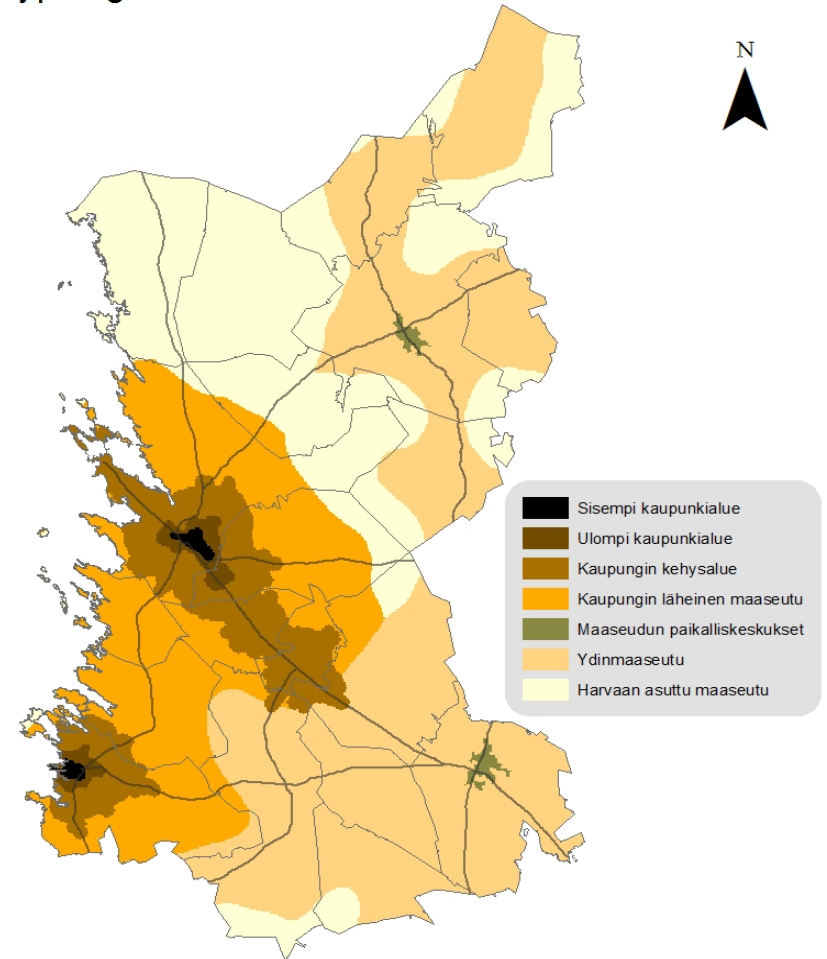 N
Sisempi kaupunkialue
Ulompi kaupunkialue
Kaupungin kehysalue
Kaupungin läheinen maaseutu
Maaseudun paikalliskeskukset
Ydinmaaseutu
Harvaan asuttu maaseutu